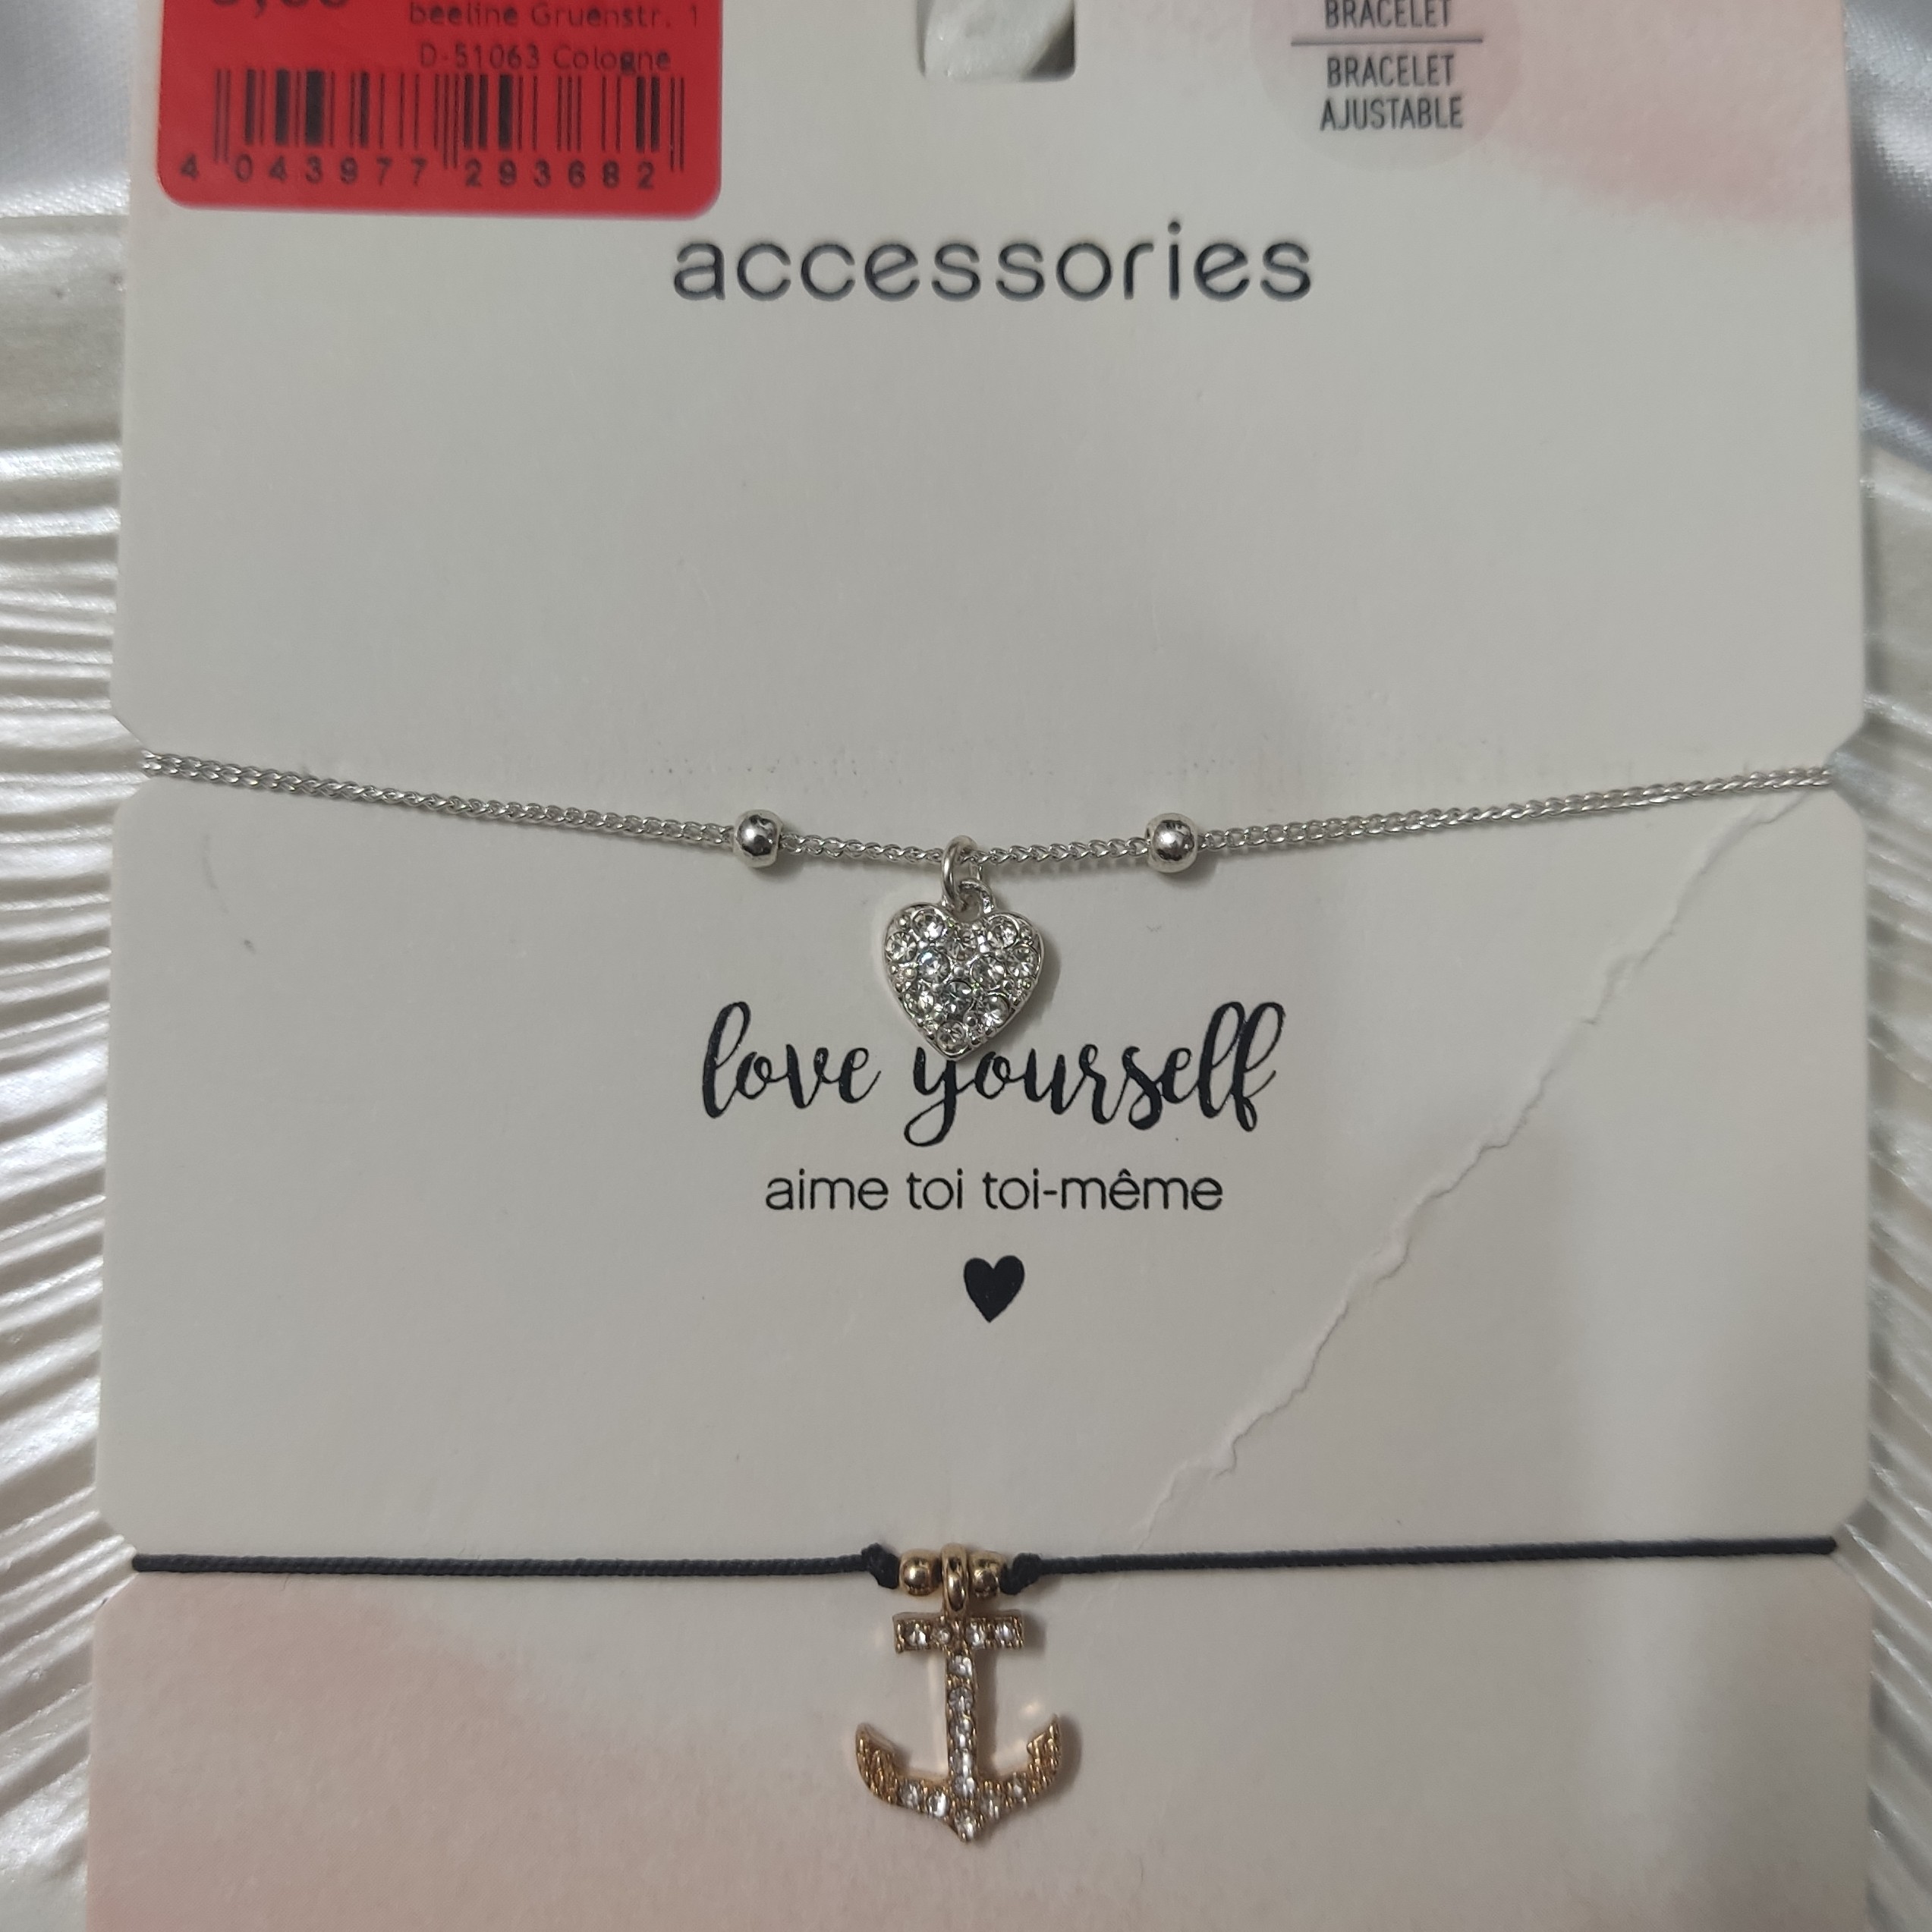 beeline Gruenstr. 1
D-51063 Cologne
4 043977 293682
BRACELET
BRACELET
AJUSTABLE
accessories
love yourself
aime toi toi-même